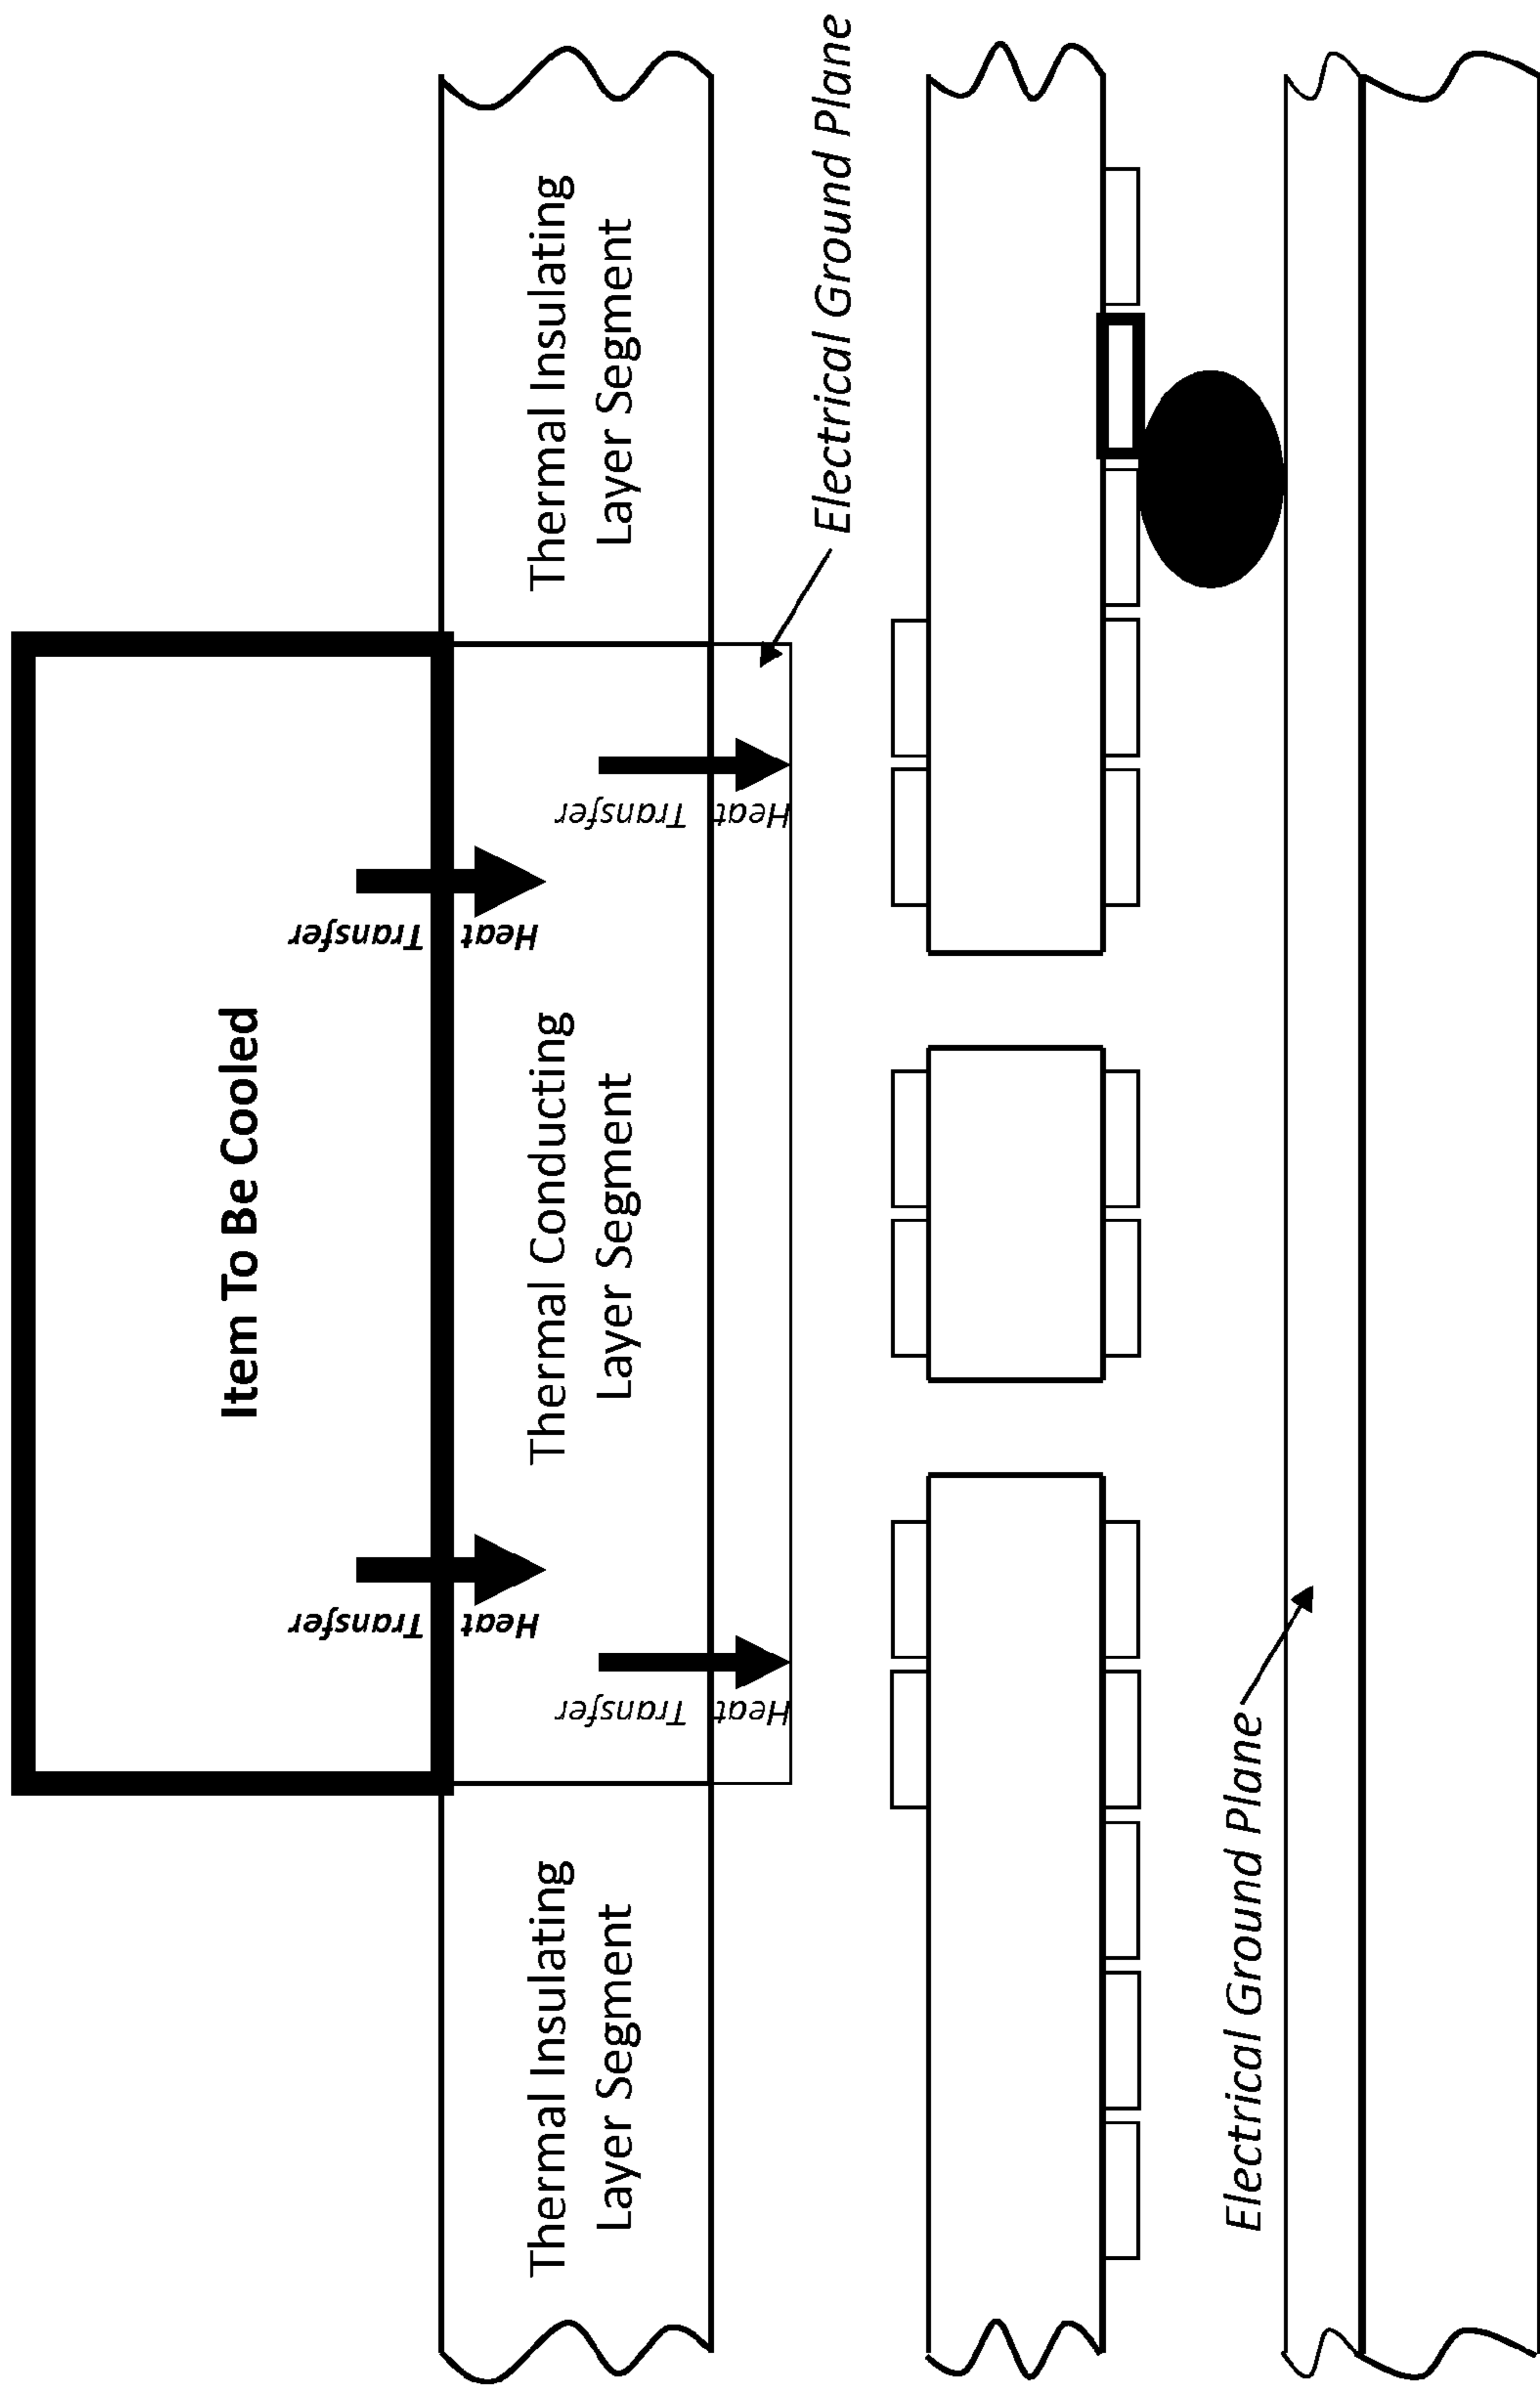 Item To Be Cooled
Heat
Transfer
Heat
Transfer
Thermal Insulating
Layer Segment
Thermal Conducting
Layer Segment
Thermal Insulating
Layer Segment
Heat
Transfer
Heat
Transfer
Electrical Ground Plane
Electrical Ground Plane